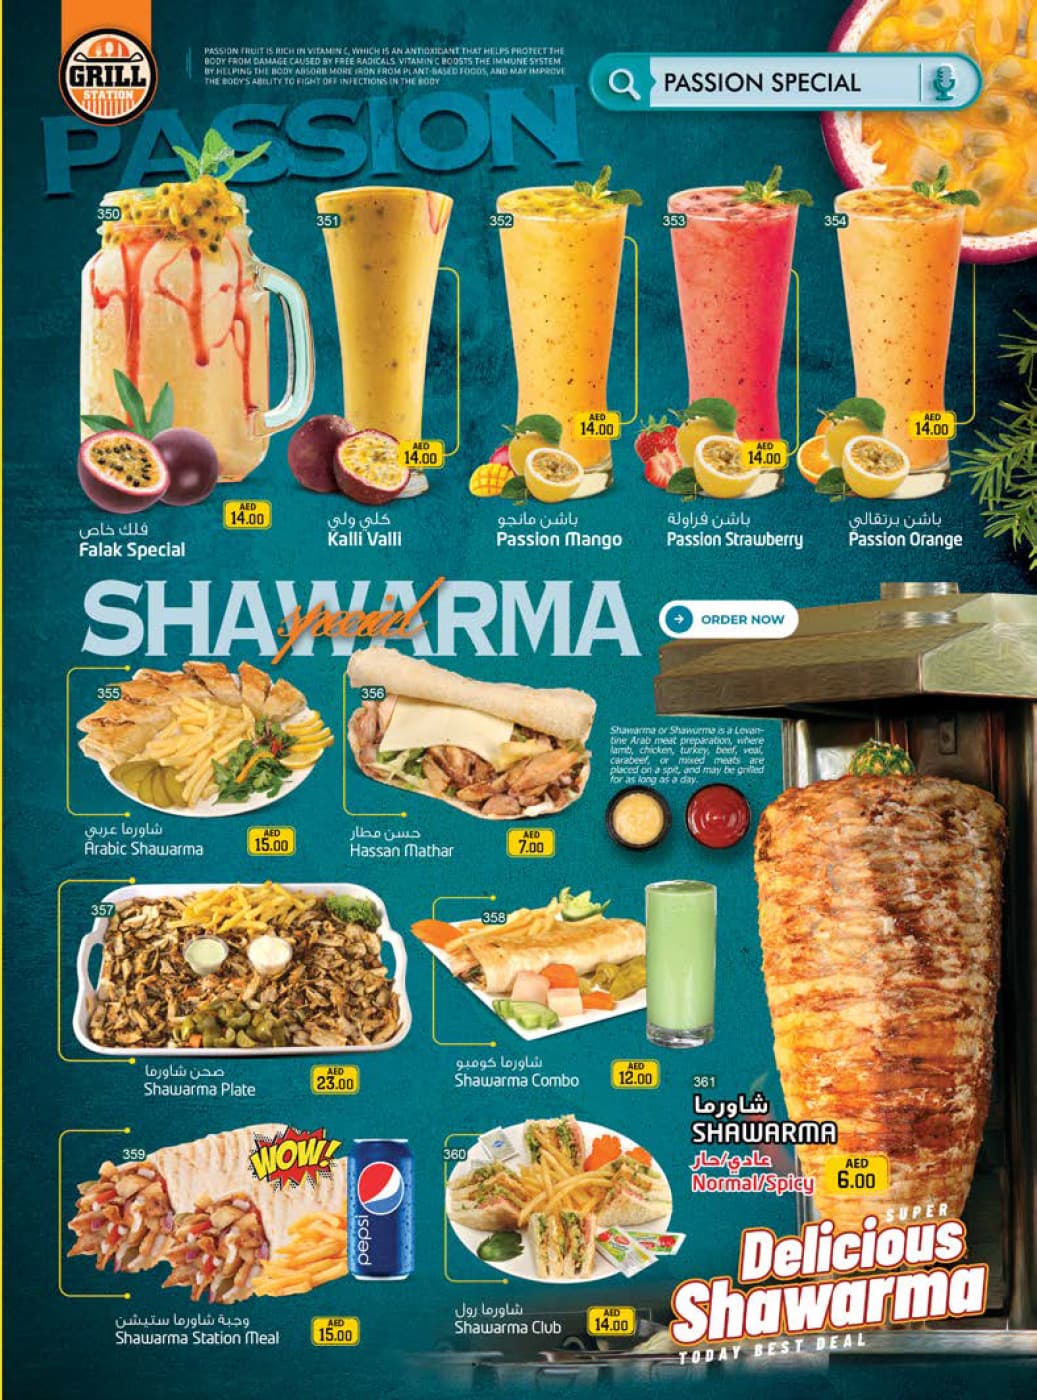 GRILL
STATION
PASSION FRUIT IS RICH IN VITAMIN C, WHICH IS AN ANTIOXIDANT THAT HELPS PROTECT THE
BODY FROM DAMAGE CAUSED BY FREE RADICALS. VITAMIN C BOOSTS THE IMMUNE SYSTEM
BY HELPING THE BODY ABSORB MORE IRON FROM PLANT-BASED FOODS, AND MAY IMPROVE
THE BODY'S ABILITY TO FIGHT OFF INFECTIONS IN THE BODY
PASSION SPECIAL
PASSION
350
351
352
353
354
AED
14.00
AED
14.00
AED
14.00
AED
14.00
AED
14.00
فلك خاص
Falak Special
كلي ولي
Kalli Valli
باشن مانجو
Passion Mango
باشن فراولة
Passion Strawberry
باشن برتقالي
Passion Orange
SHAWARMA
special
ORDER NOW
355
356
Shawarma or Shawurma is a Levan-
tine Arab meat preparation, where
lamb, chicken, turkey, beef, veal,
carabeef, or mixed meats are
placed on a spit, and may be grilled
for as long as a day.
شاورما عربي
Arabic Shawarma
AED
15.00
حسن مطار
Hassan Mathar
AED
7.00
357
358
صحن شاورما
Shawarma Plate
AED
23.00
شاورما كومبو
Shawarma Combo
AED
12.00
361
شاورما
SHAWARMA
عادي/حار
Normal/Spicy
AED
6.00
359
WOW!
pepsi
360
وجبة شاورما ستيشن
Shawarma Station Meal
AED
15.00
شاورما رول
Shawarma Club
AED
14.00
SUPER
Delicious
Shawarma
TODAY BEST DEAL